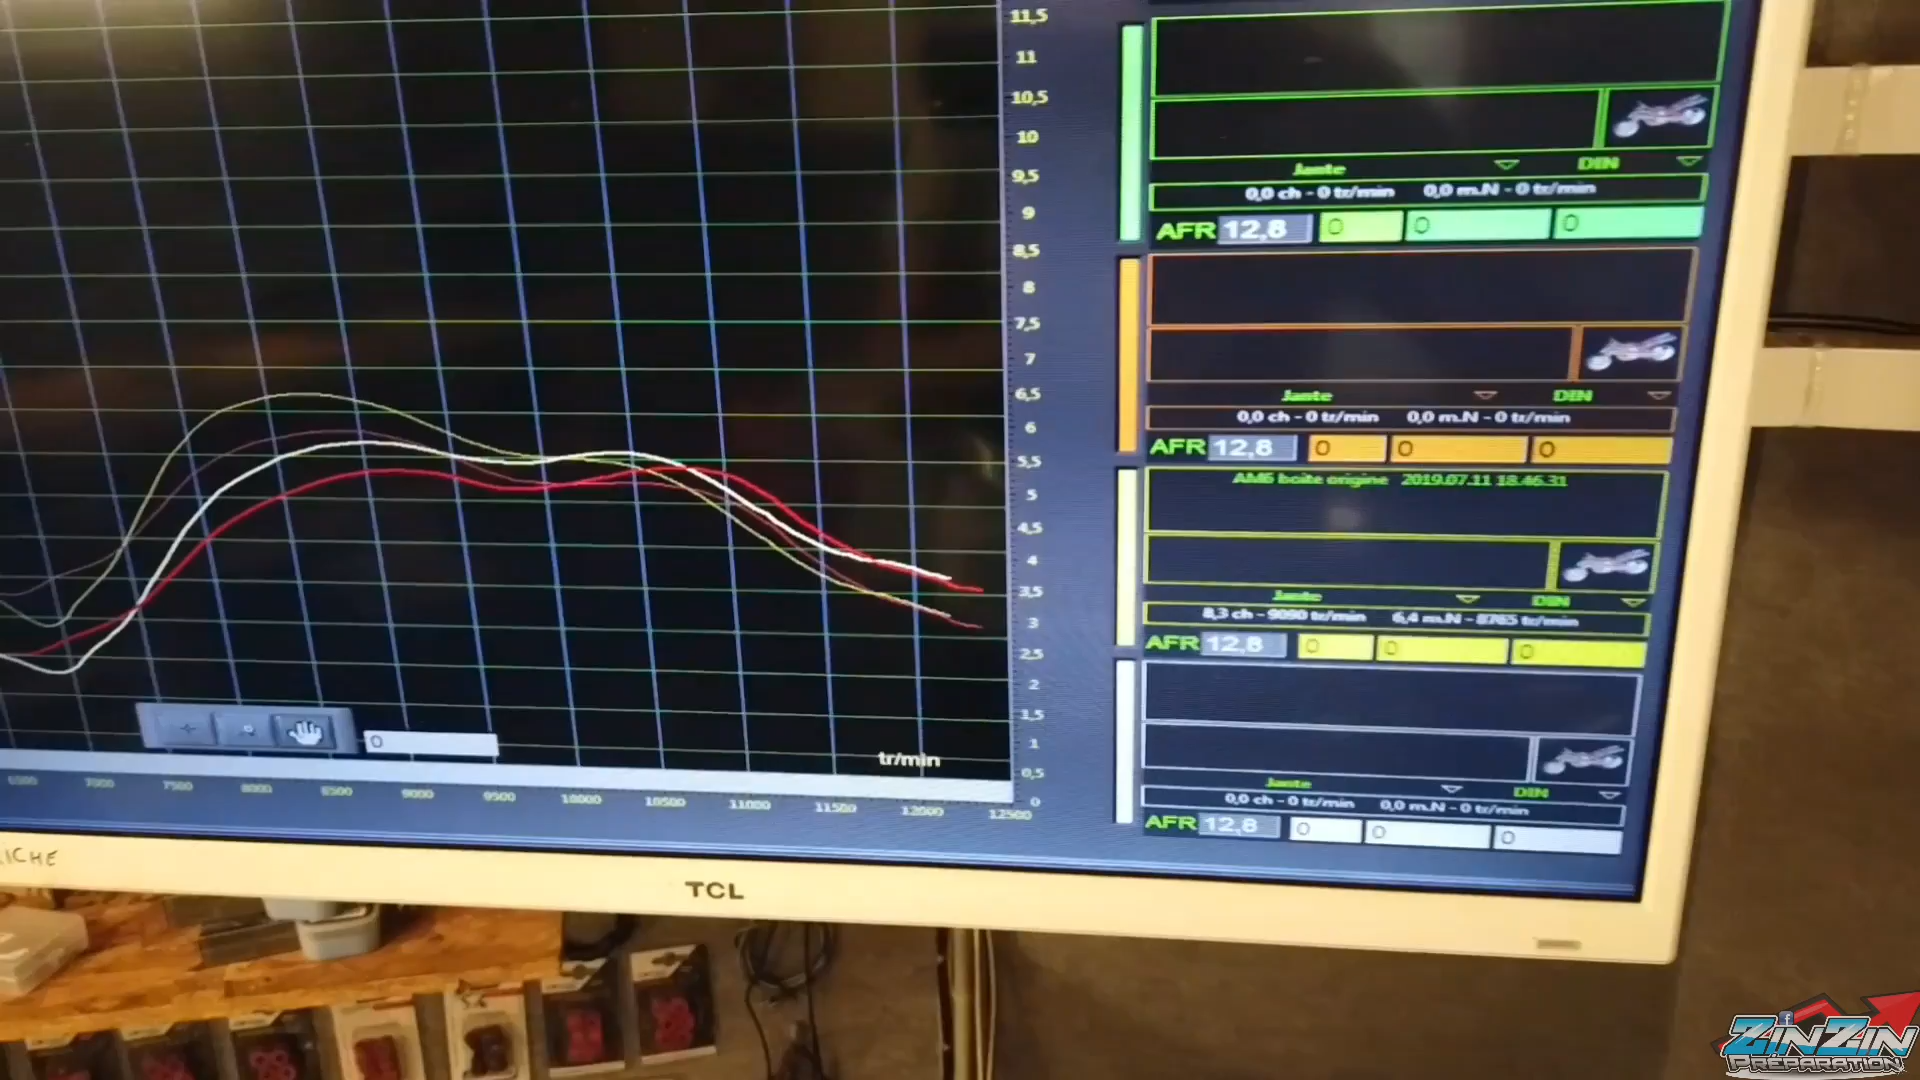 11,5
11
10,5
10
9,5
9
8,5
8
7,5
7
6,5
6
5,5
5
4,5
4
3,5
3
2,5
2
1,5
1
0,5
0
tr/min
0
6500 7000 7500 8000 8500 9000 9500 10000 10500 11000 11500 12000 12500
Jante DIN
0,0 ch - 0 tr/min 0,0 m.N - 0 tr/min
AFR 12,8 0 0 0
Jante DIN
0,0 ch - 0 tr/min 0,0 m.N - 0 tr/min
AFR 12,8 0 0 0
AM6 boite origine 2019.07.11 18.46.31
Jante DIN
8,3 ch - 9090 tr/min 6,4 m.N - 8765 tr/min
AFR 12,8 0 0 0
Jante DIN
0,0 ch - 0 tr/min 0,0 m.N - 0 tr/min
AFR 12,8 0 0 0
ICHE
TCL
ZINZIN
PREPARATION